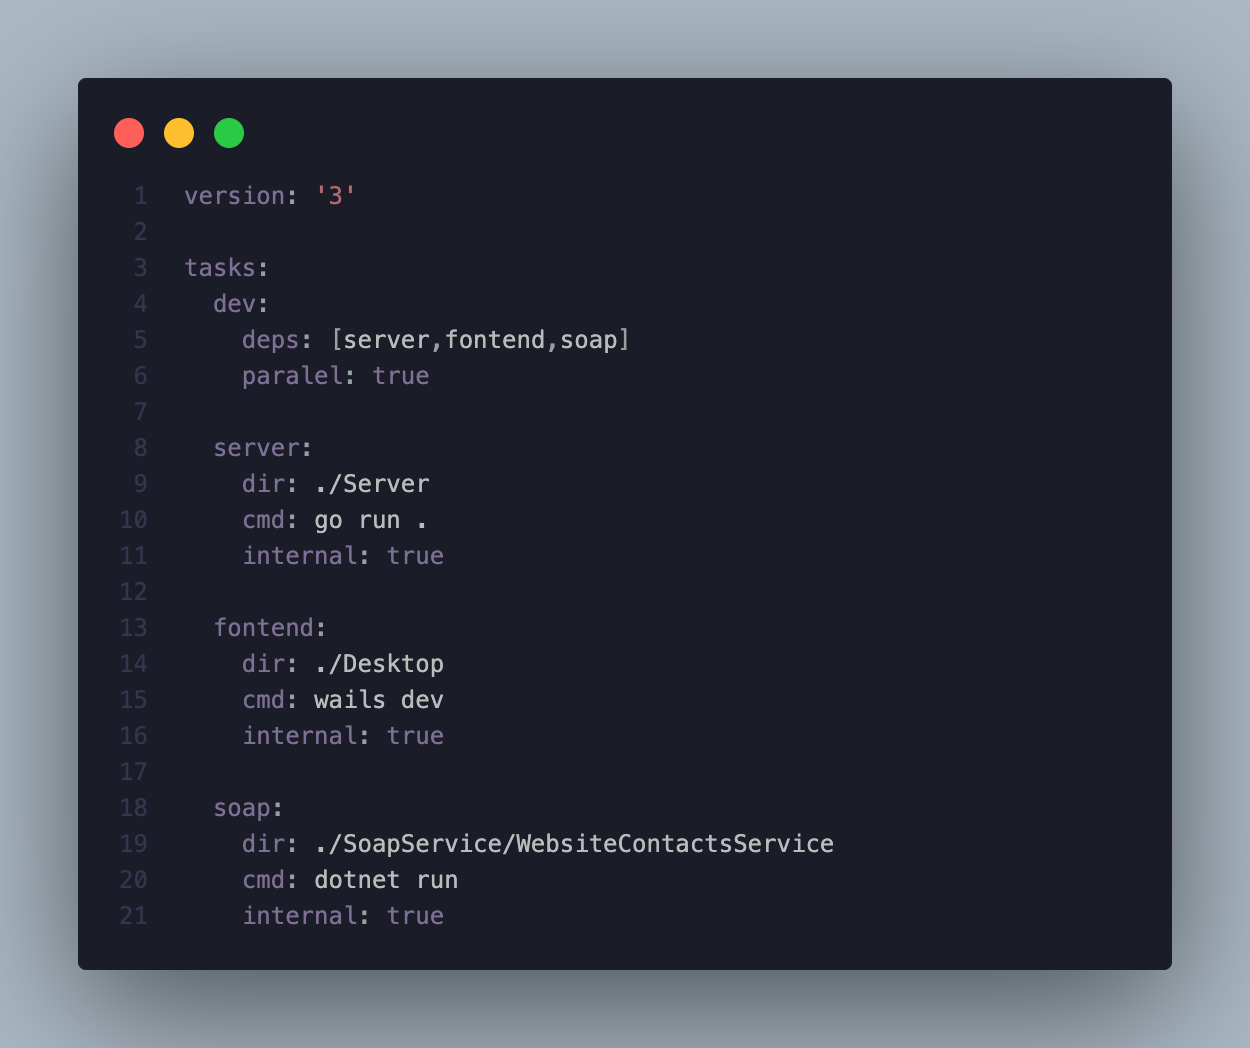 1 version: '3'
2
3 tasks:
4   dev:
5     deps: [server,fontend,soap]
6     paralel: true
7
8   server:
9     dir: ./Server
10     cmd: go run .
11     internal: true
12
13   fontend:
14     dir: ./Desktop
15     cmd: wails dev
16     internal: true
17
18   soap:
19     dir: ./SoapService/WebsiteContactsService
20     cmd: dotnet run
21     internal: true